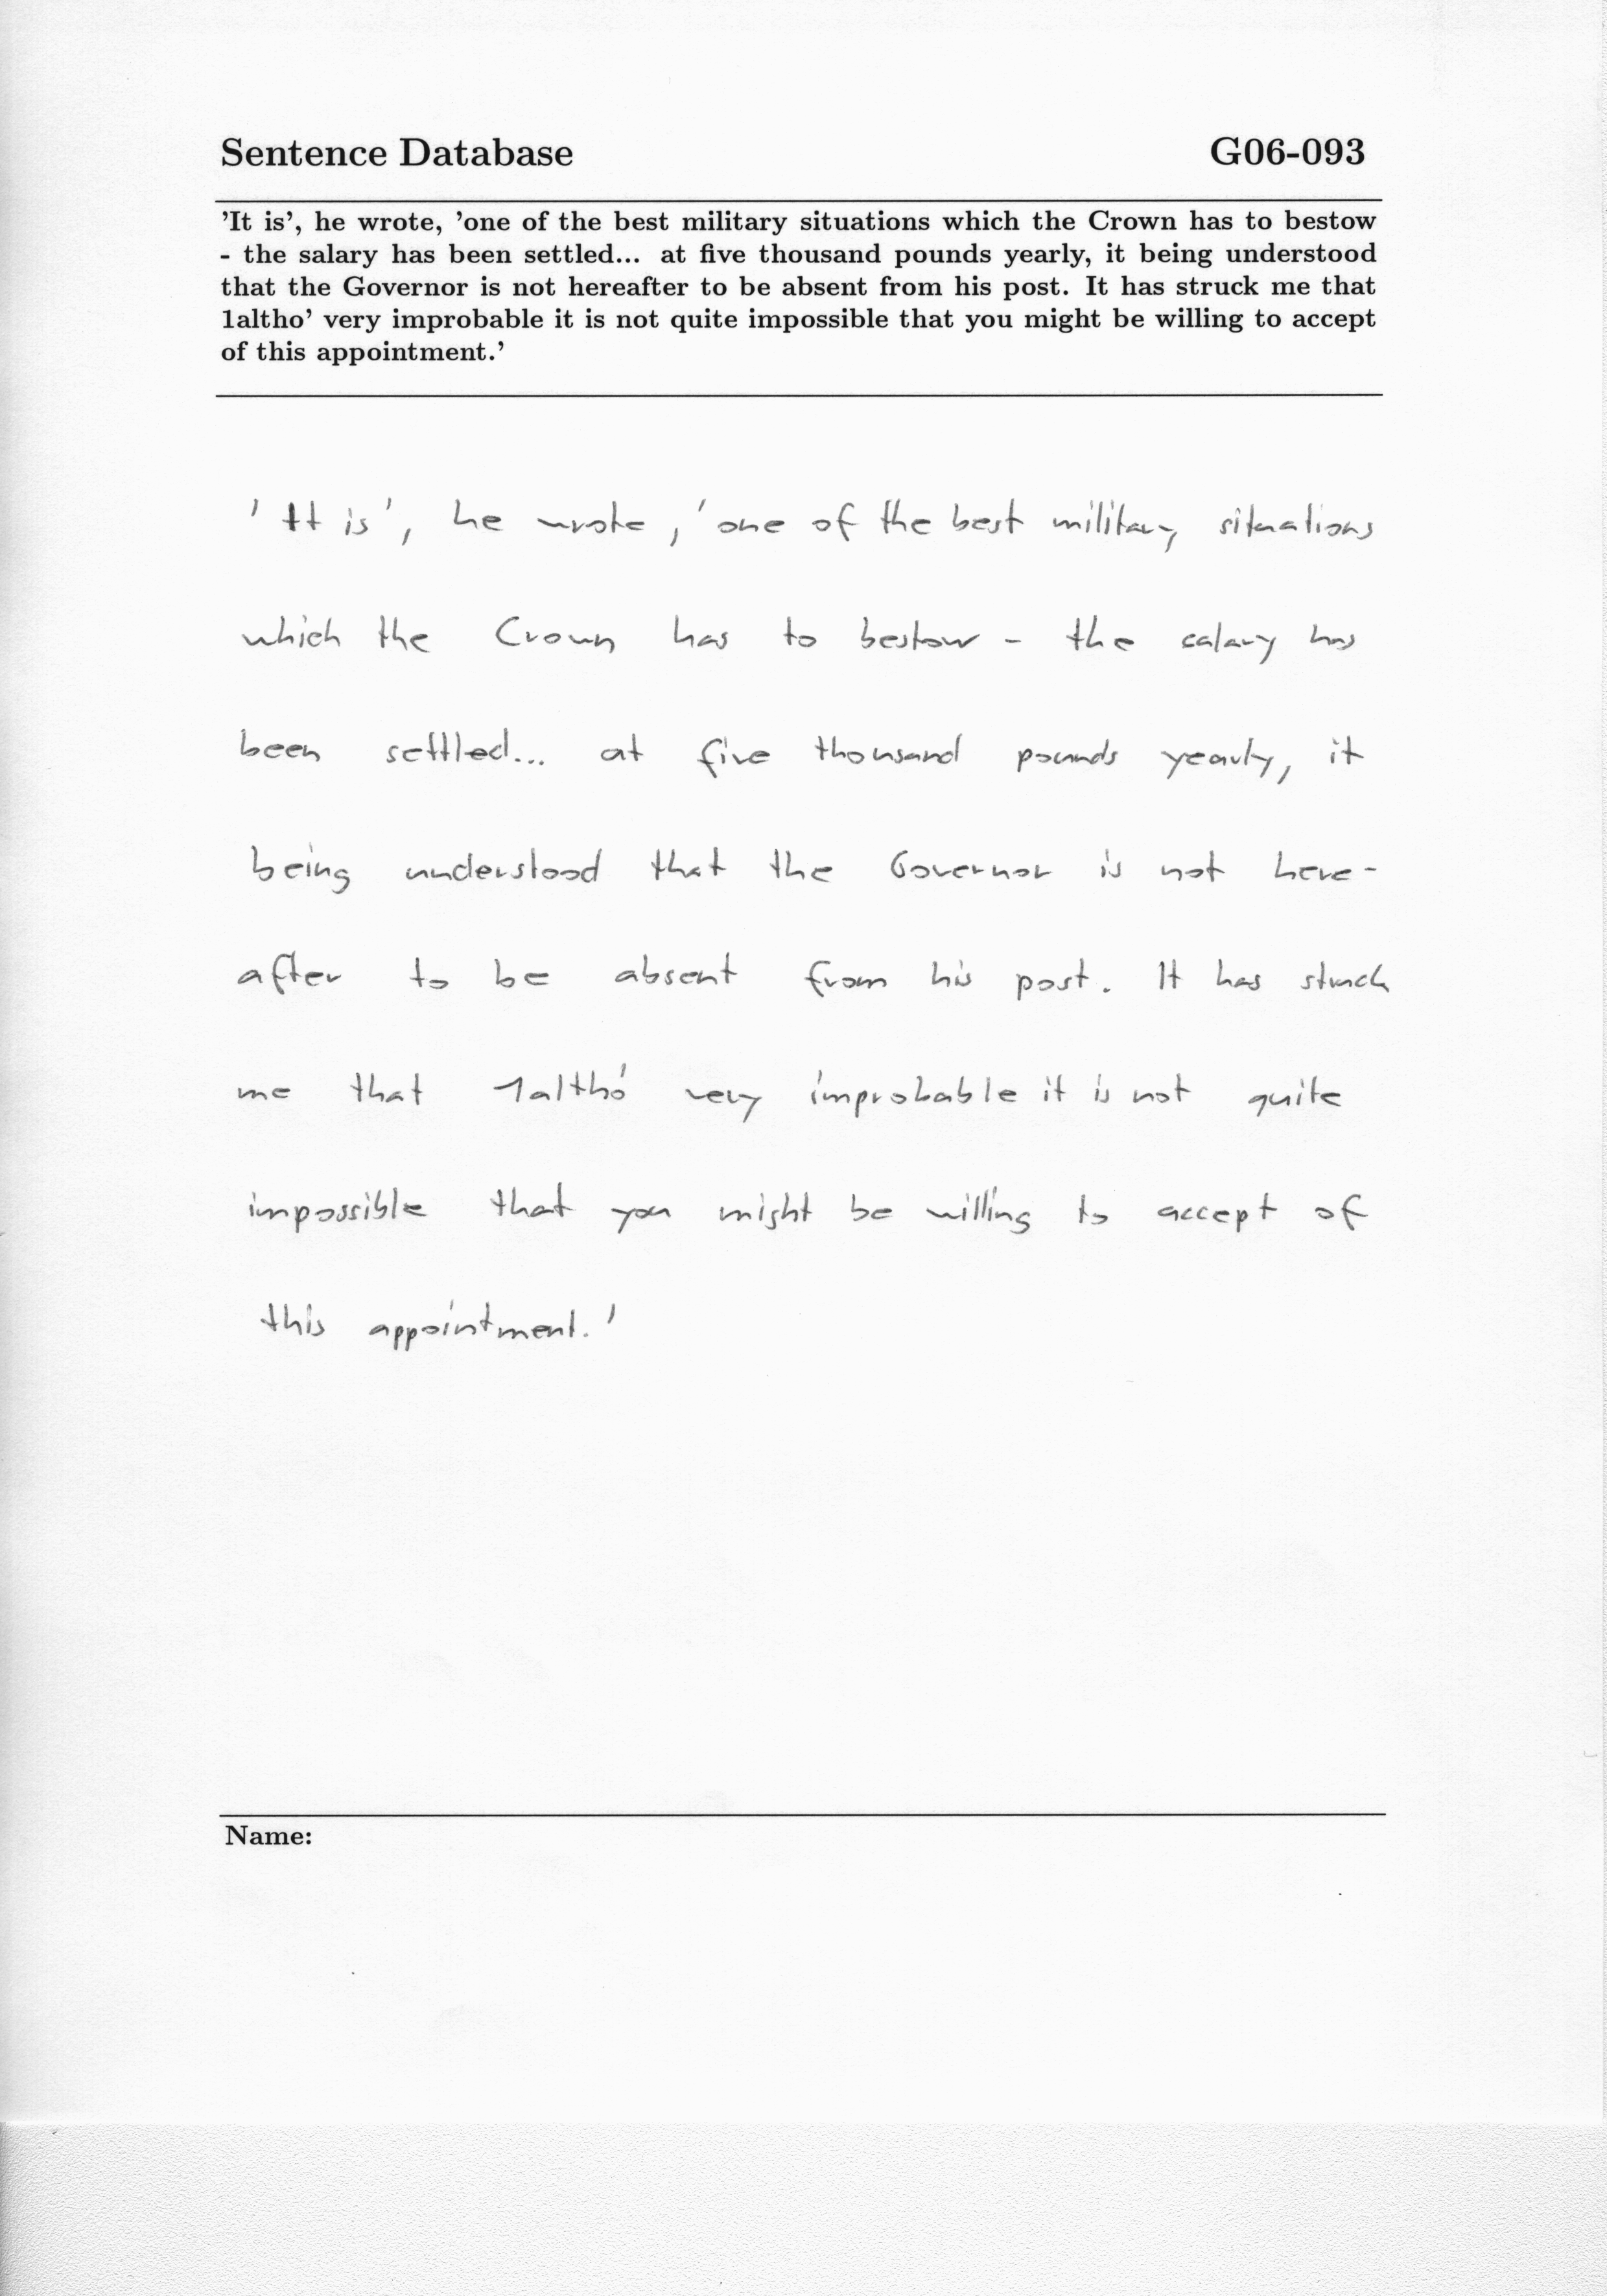 Sentence Database G06-093
'It is', he wrote, 'one of the best military situations which the Crown has to bestow
- the salary has been settled... at five thousand pounds yearly, it being understood
that the Governor is not hereafter to be absent from his post. It has struck me that
1altho' very improbable it is not quite impossible that you might be willing to accept
of this appointment.'
'It is', he wrote, 'one of the best military situations
which the Crown has to bestow - the salary has
been settled... at five thousand pounds yearly, it
being understood that the Governor is not here-
after to be absent from his post. It has struck
me that 1altho' very improbable it is not quite
impossible that you might be willing to accept of
this appointment.'
Name: